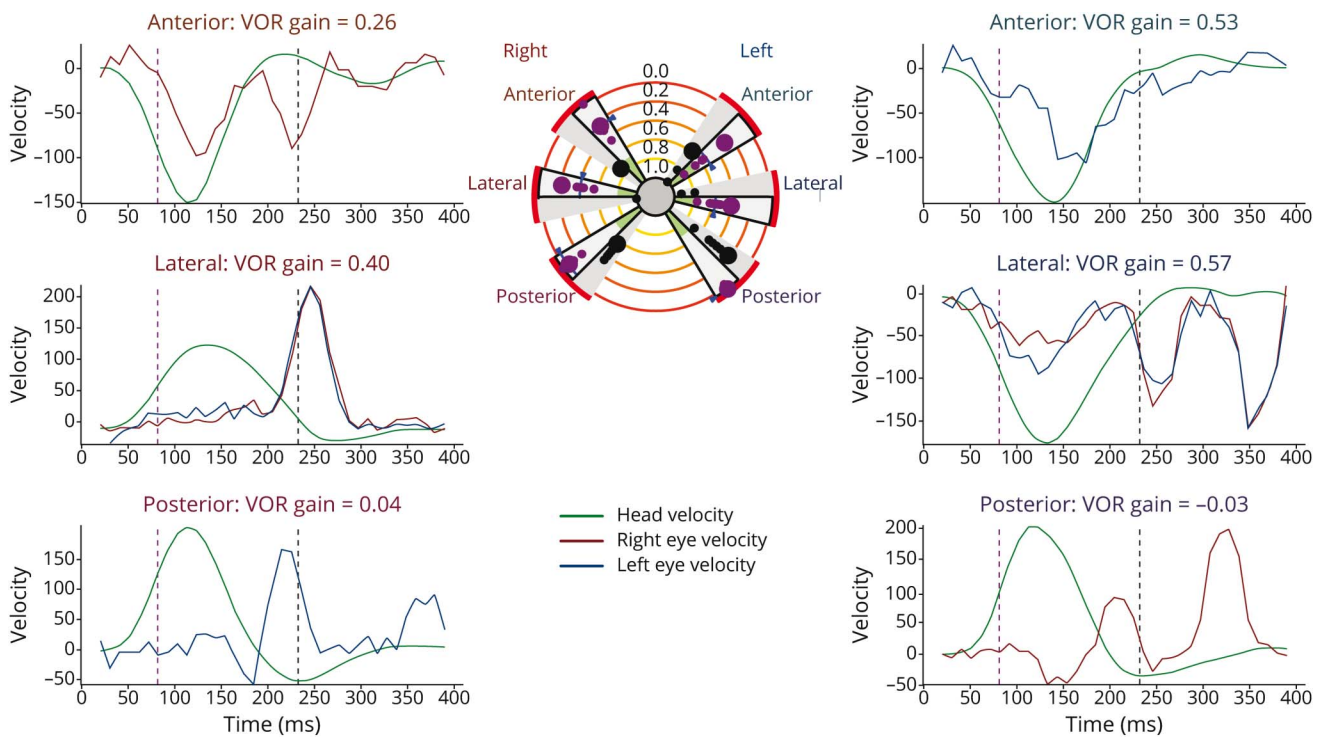 Anterior: VOR gain = 0.26
Velocity
0
−50
−100
−150
0 50 100 150 200 250 300 350 400
Lateral: VOR gain = 0.40
Velocity
200
150
100
50
0
0 50 100 150 200 250 300 350 400
Posterior: VOR gain = 0.04
Velocity
150
100
50
0
−50
0 50 100 150 200 250 300 350 400
Time (ms)
Right Left
Anterior Anterior
0.0
0.2
0.4
0.6
0.8
1.0
Lateral Lateral
Posterior Posterior
Head velocity
Right eye velocity
Left eye velocity
Anterior: VOR gain = 0.53
Velocity
0
−50
−100
−150
0 50 100 150 200 250 300 350 400
Lateral: VOR gain = 0.57
Velocity
0
−50
−100
−150
0 50 100 150 200 250 300 350 400
Posterior: VOR gain = −0.03
Velocity
200
150
100
50
0
−50
0 50 100 150 200 250 300 350 400
Time (ms)